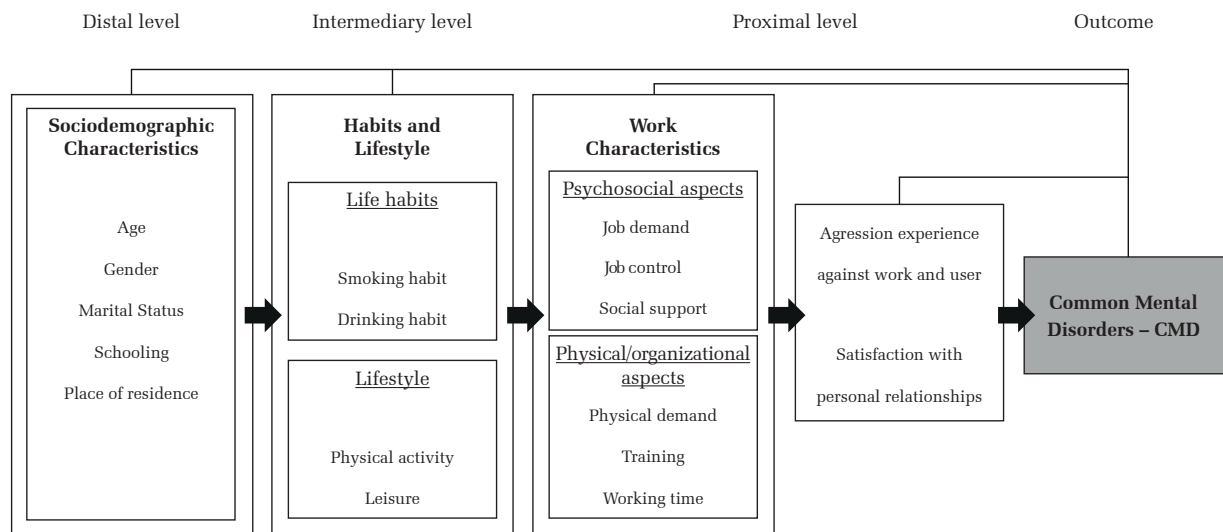 Distal level
Intermediary level
Proximal level
Outcome
Sociodemographic
Characteristics
Age
Gender
Marital Status
Schooling
Place of residence
Habits and
Lifestyle
Life habits
Smoking habit
Drinking habit
Lifestyle
Physical activity
Leisure
Work
Characteristics
Psychosocial aspects
Job demand
Job control
Social support
Physical/organizational
aspects
Physical demand
Training
Working time
Agression experience
against work and user
Satisfaction with
personal relationships
Common Mental
Disorders – CMD